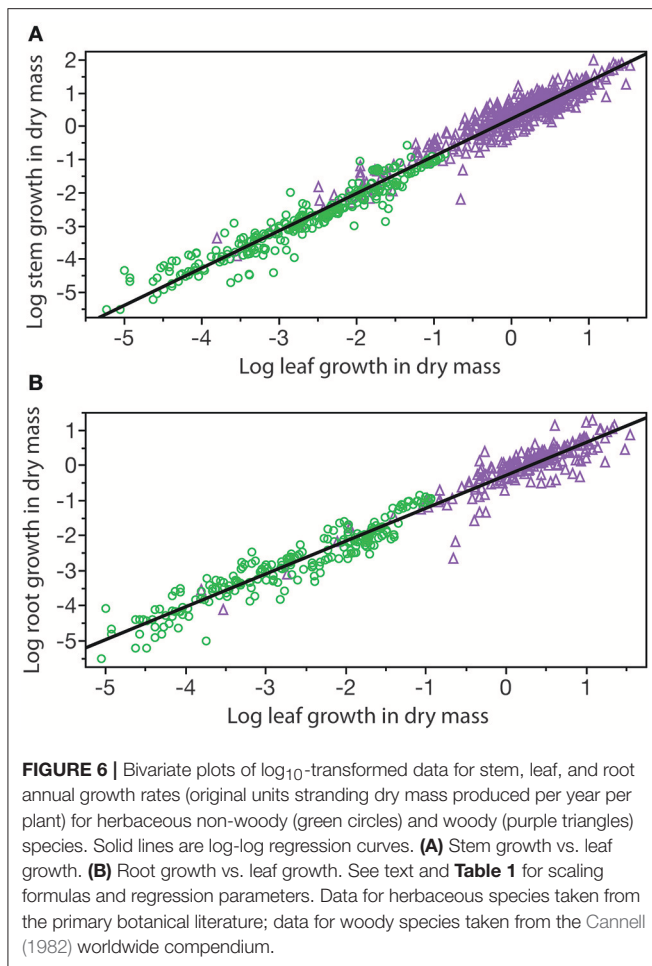 A
Log stem growth in dry mass
2
1
0
-1
-2
-3
-4
-5
-5
-4
-3
-2
-1
0
1
Log leaf growth in dry mass
B
Log root growth in dry mass
1
0
-1
-2
-3
-4
-5
-5
-4
-3
-2
-1
0
1
Log leaf growth in dry mass
FIGURE 6 | Bivariate plots of log10-transformed data for stem, leaf, and root
annual growth rates (original units stranding dry mass produced per year per
plant) for herbaceous non-woody (green circles) and woody (purple triangles)
species. Solid lines are log-log regression curves. (A) Stem growth vs. leaf
growth. (B) Root growth vs. leaf growth. See text and Table 1 for scaling
formulas and regression parameters. Data for herbaceous species taken from
the primary botanical literature; data for woody species taken from the Cannell
(1982) worldwide compendium.